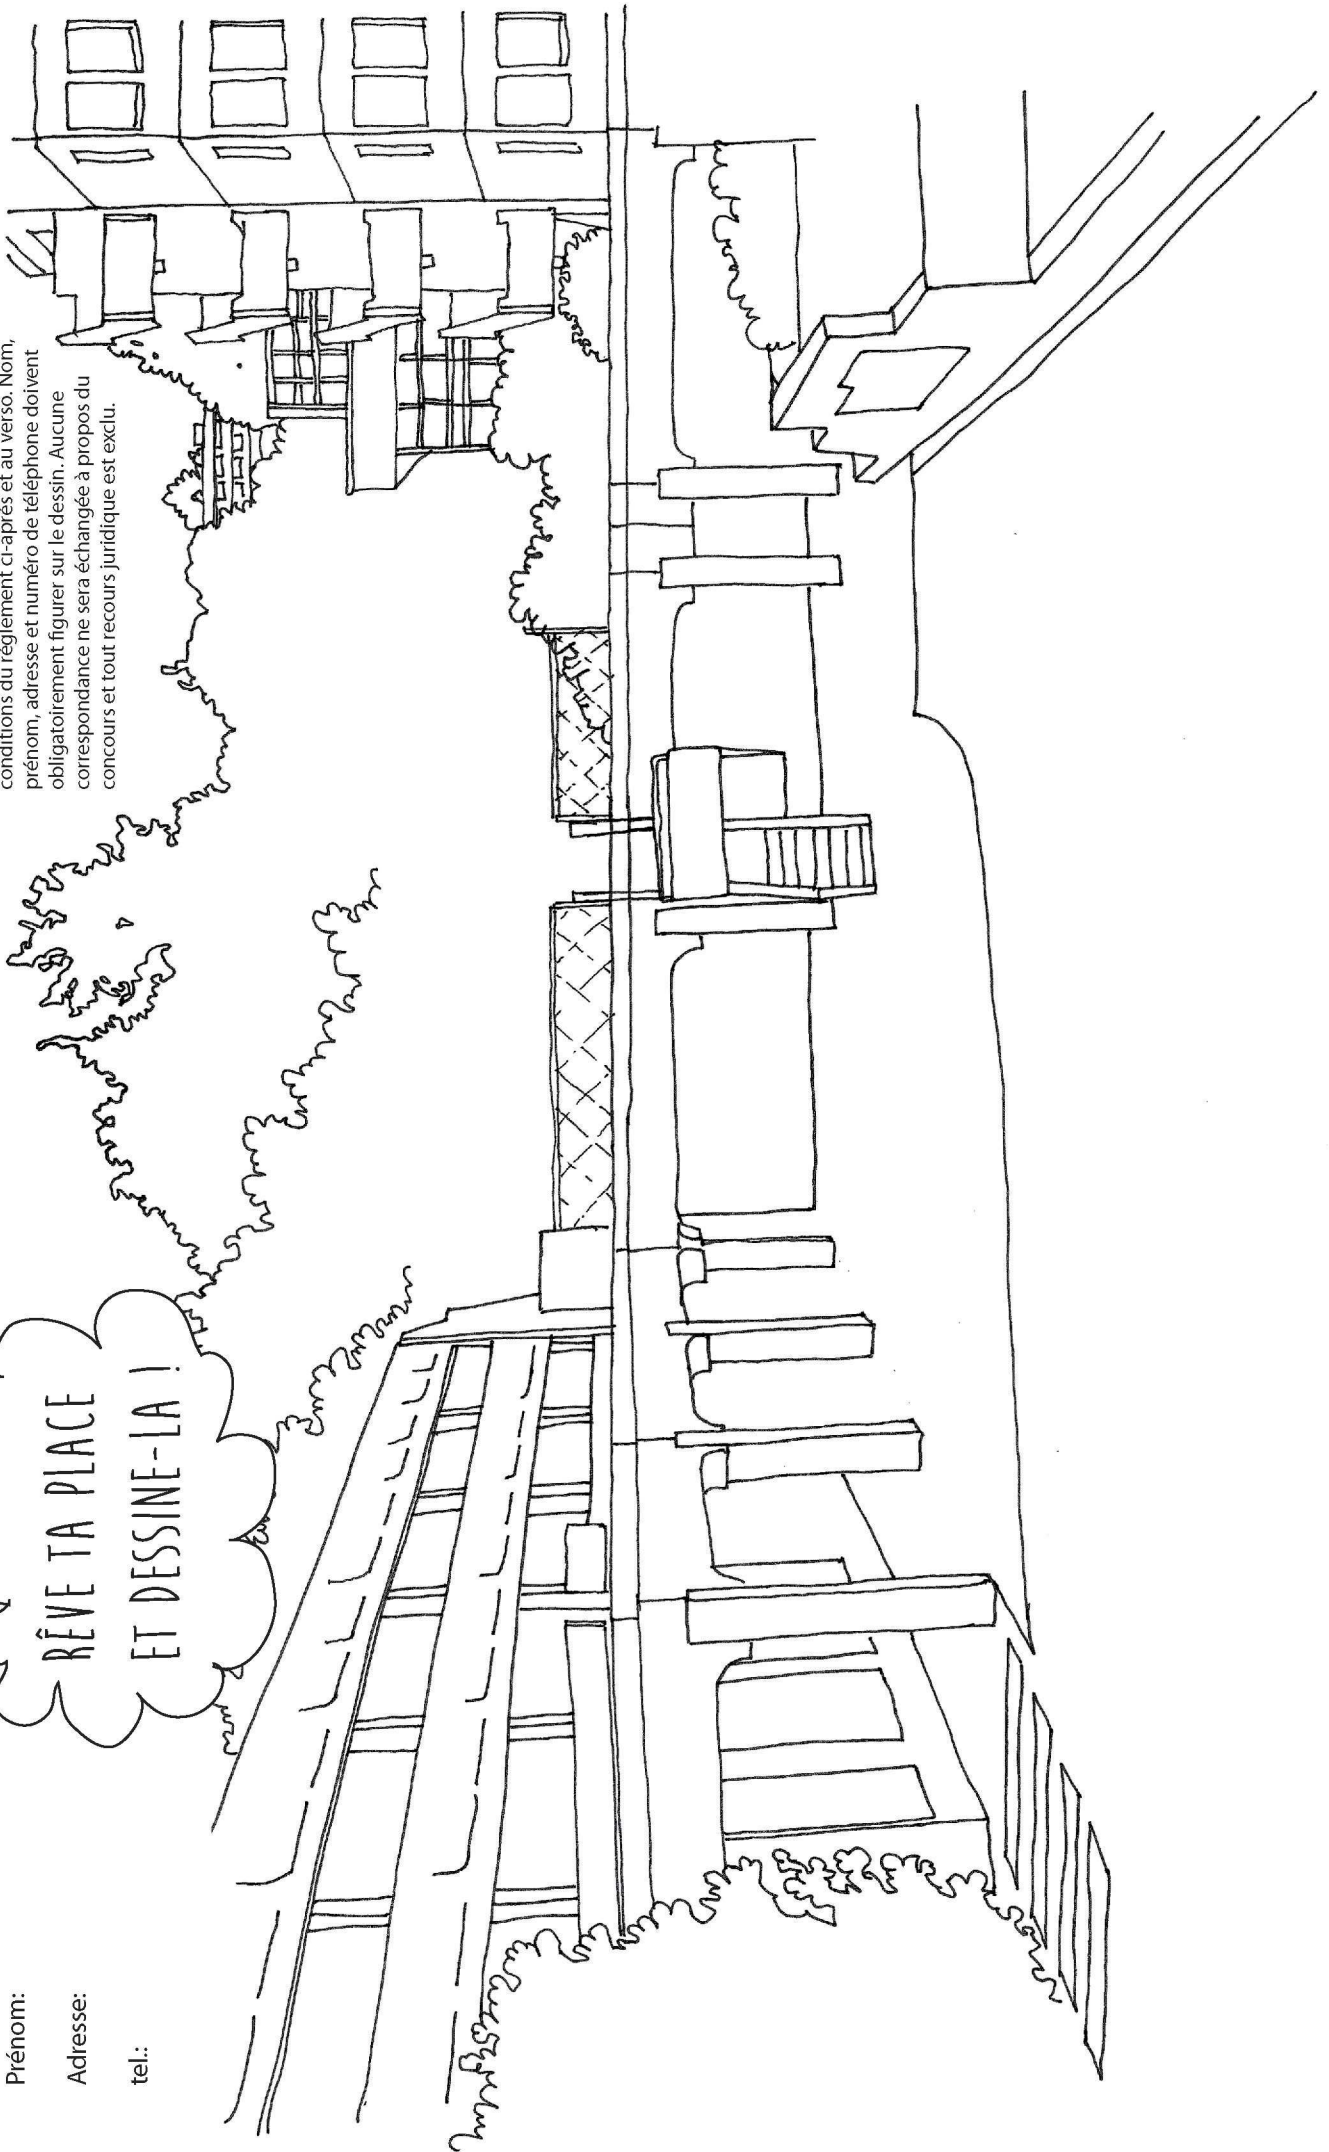 Prénom:
Adresse:
tel.:
RÊVE TA PLACE
ET DESSINE-LA !
conditions du règlement ci-après et au verso. Nom,
prénom, adresse et numéro de téléphone doivent
obligatoirement figurer sur le dessin. Aucune
correspondance ne sera échangée à propos du
concours et tout recours juridique est exclu.